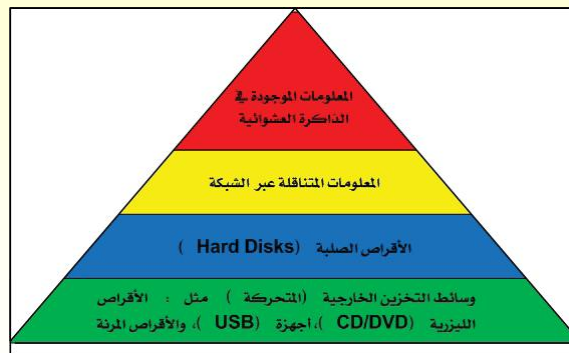 المعلومات الموجودة في
الذاكرة العشوائية
المعلومات المتناقلة عبر الشبكة
الأقراص الصلبة (Hard Disks )
وسائط التخزين الخارجية (المتحركة ) مثل : الأقراص
الليزرية (CD/DVD )، اجهزة (USB )، والأقراص المرنة